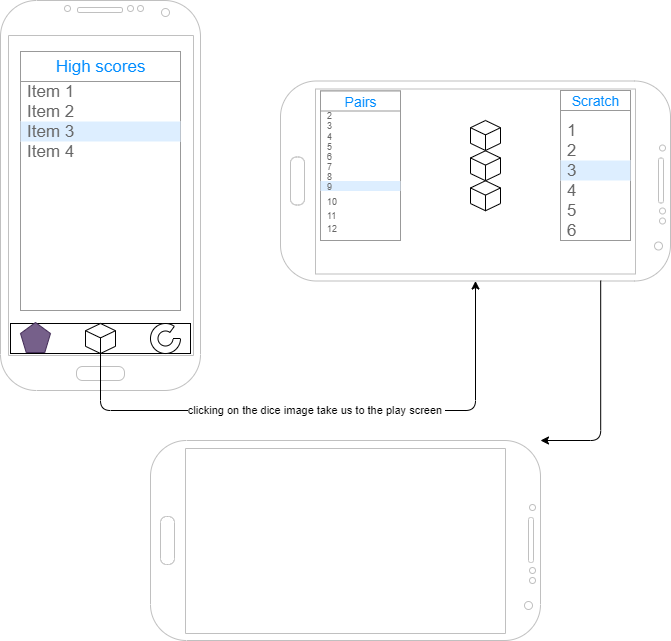 High scores
Item 1
Item 2
Item 3
Item 4
Pairs
2
3
4
5
6
7
8
9
10
11
12
Scratch
1
2
3
4
5
6
clicking on the dice image take us to the play screen